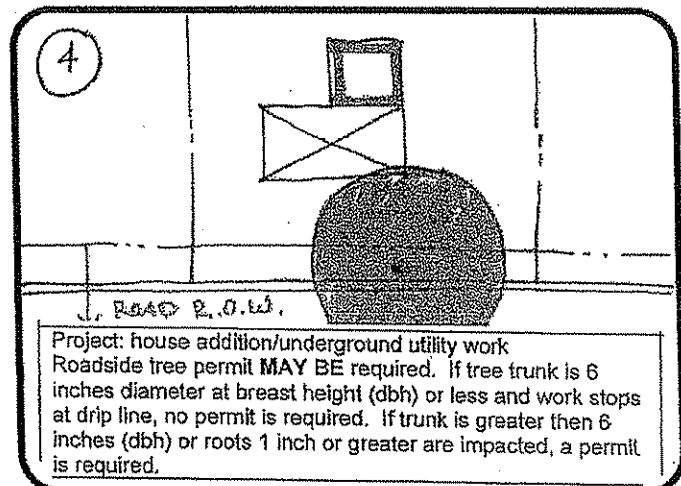 4
ROAD R.O.W.
Project: house addition/underground utility work
Roadside tree permit MAY BE required. If tree trunk is 6
inches diameter at breast height (dbh) or less and work stops
at drip line, no permit is required. If trunk is greater then 6
inches (dbh) or roots 1 inch or greater are impacted, a permit
is required.